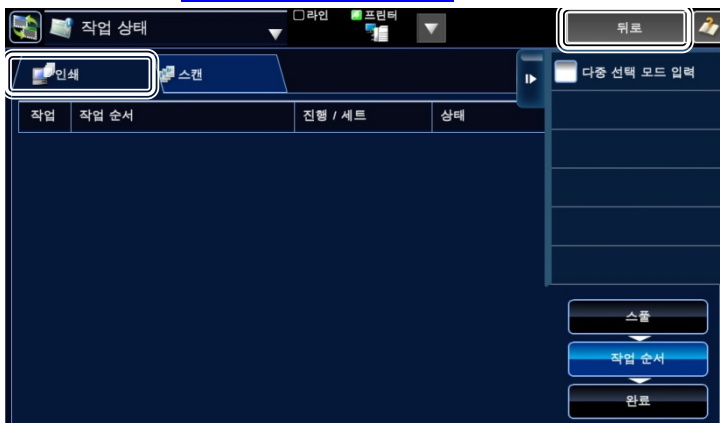 작업 상태
라인
프린터
뒤로
인쇄
스캔
다중 선택 모드 입력
작업
작업 순서
진행 / 세트
상태
스풀
작업 순서
완료